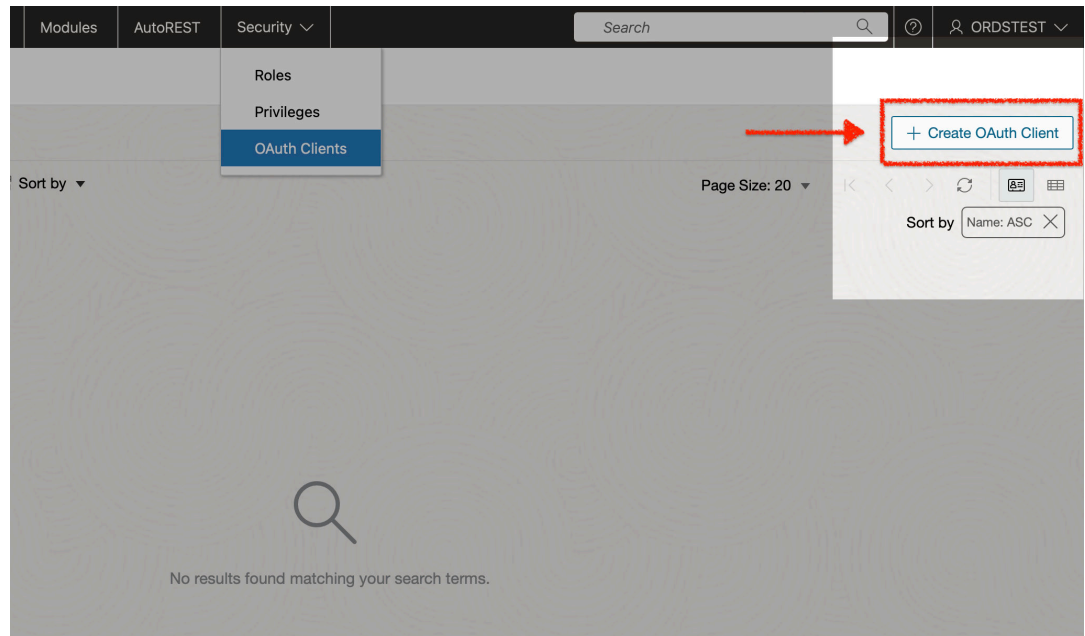 Modules AutoREST Security Search ORDSTEST
Roles
Privileges
OAuth Clients
+ Create OAuth Client
Sort by Page Size: 20
Sort by Name: ASC
No results found matching your search terms.